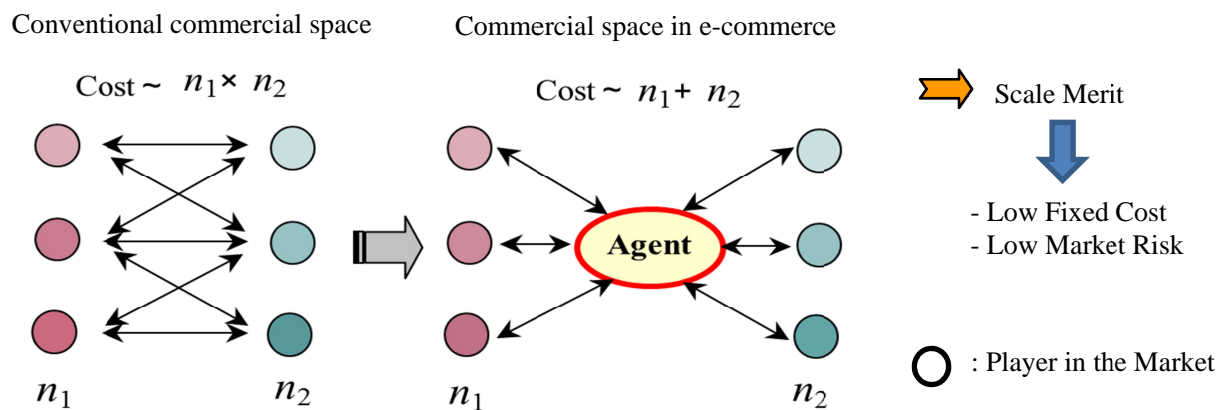 Conventional commercial space
Cost ~ n₁ × n₂
n₁
n₂
Commercial space in e-commerce
Cost ~ n₁ + n₂
Agent
n₁
n₂
Scale Merit
- Low Fixed Cost
- Low Market Risk
: Player in the Market